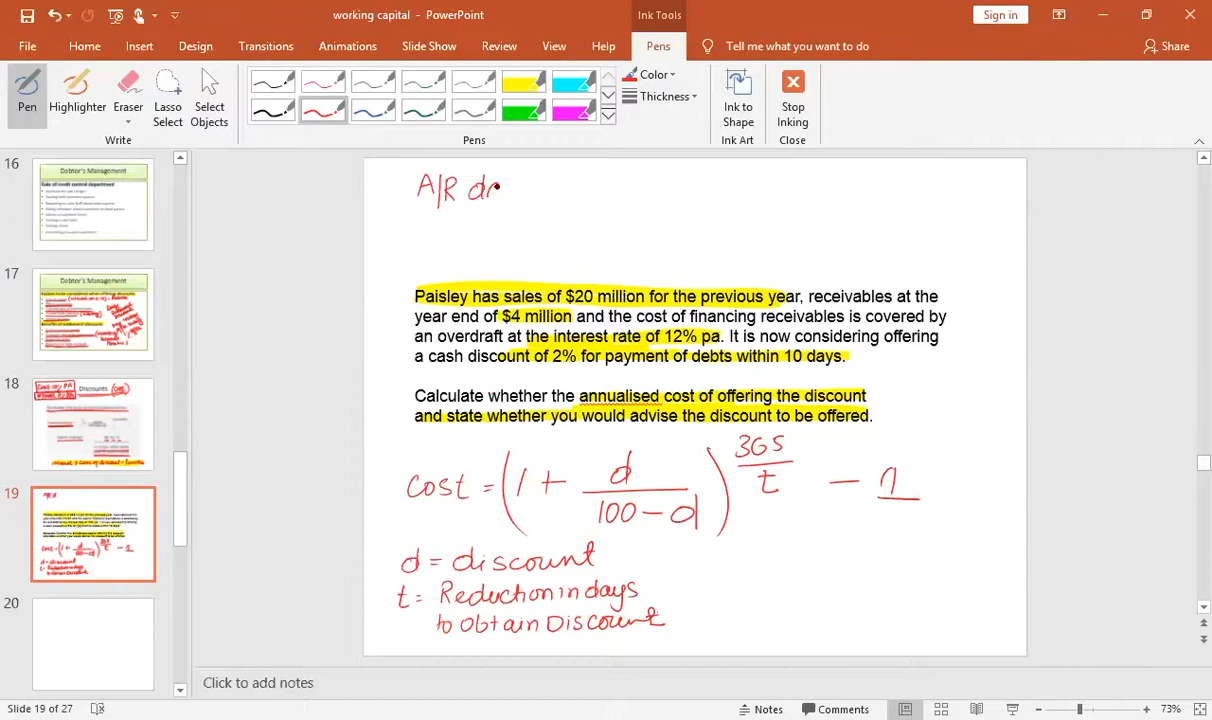 working capital - PowerPoint
Ink Tools
Sign in
File Home Insert Design Transitions Animations Slide Show Review View Help Pens Tell me what you want to do Share
Pen Highlighter Eraser Lasso Select Select Objects
Color
Thickness
Ink to Shape
Stop Inking
Write Pens Ink Art Close
16
Debtor's Management
17
Debtor's Management
18
Discounts
19
20
A/R d
Paisley has sales of $20 million for the previous year, receivables at the
year end of $4 million and the cost of financing receivables is covered by
an overdraft at the interest rate of 12% pa. It is now considering offering
a cash discount of 2% for payment of debts within 10 days.
Calculate whether the annualised cost of offering the discount
and state whether you would advise the discount to be offered.
cost = (1 + d / 100 - d) 365 / t - 1
d = discount
t = Reduction in days
to Obtain Discount
Click to add notes
Slide 19 of 27 Notes Comments 73%